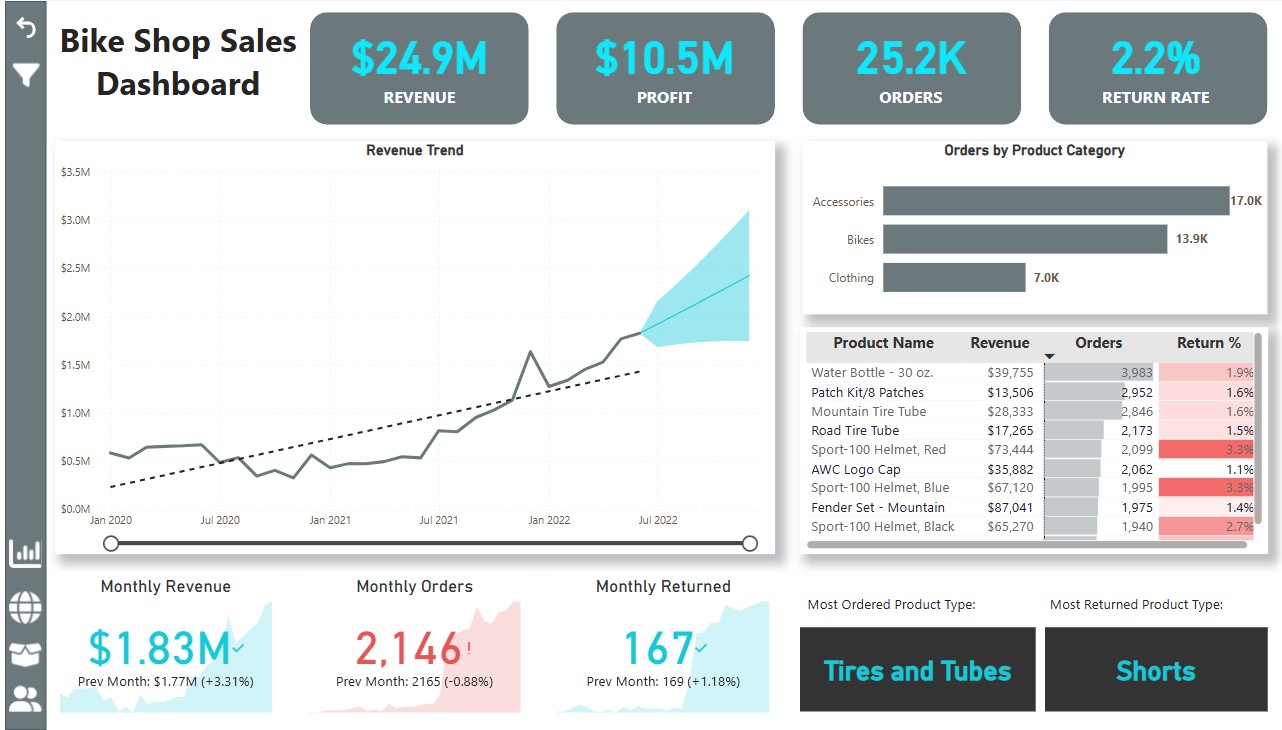 Bike Shop Sales
Dashboard
$24.9M
REVENUE
$10.5M
PROFIT
25.2K
ORDERS
2.2%
RETURN RATE
Revenue Trend
$3.5M
$3.0M
$2.5M
$2.0M
$1.5M
$1.0M
$0.5M
$0.0M
Jan 2020
Jul 2020
Jan 2021
Jul 2021
Jan 2022
Jul 2022
Orders by Product Category
Accessories 17.0K
Bikes 13.9K
Clothing 7.0K
Product Name Revenue Orders Return %
Water Bottle - 30 oz. $39,755 3,983 1.9%
Patch Kit/8 Patches $13,506 2,952 1.6%
Mountain Tire Tube $28,333 2,846 1.6%
Road Tire Tube $17,265 2,173 1.5%
Sport-100 Helmet, Red $73,444 2,099 3.3%
AWC Logo Cap $35,882 2,062 1.1%
Sport-100 Helmet, Blue $67,120 1,995 3.3%
Fender Set - Mountain $87,041 1,975 1.4%
Sport-100 Helmet, Black $65,270 1,940 2.7%
Monthly Revenue
$1.83M
Prev Month: $1.77M (+3.31%)
Monthly Orders
2,146!
Prev Month: 2165 (-0.88%)
Monthly Returned
167
Prev Month: 169 (+1.18%)
Most Ordered Product Type:
Tires and Tubes
Most Returned Product Type:
Shorts